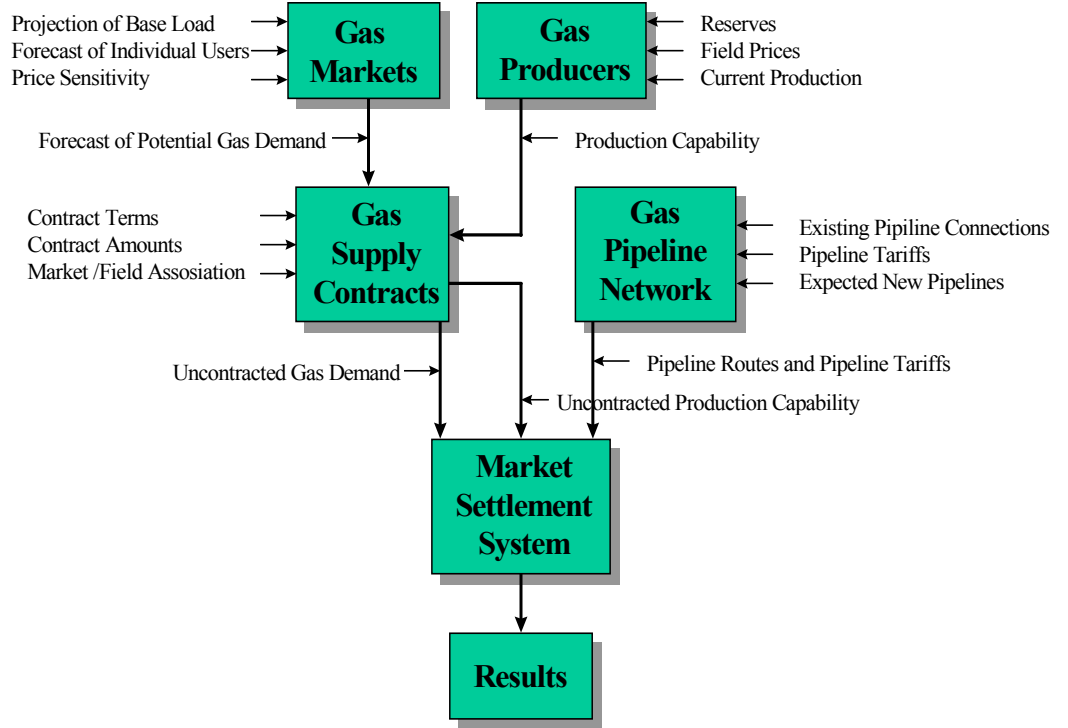 Projection of Base Load
Forecast of Individual Users
Price Sensitivity
Gas
Markets
Gas
Producers
Reserves
Field Prices
Current Production
Forecast of Potential Gas Demand
Production Capability
Contract Terms
Contract Amounts
Market /Field Assosiation
Gas
Supply
Contracts
Gas
Pipeline
Network
Existing Pipiline Connections
Pipeline Tariffs
Expected New Pipelines
Uncontracted Gas Demand
Pipeline Routes and Pipeline Tariffs
Uncontracted Production Capability
Market
Settlement
System
Results